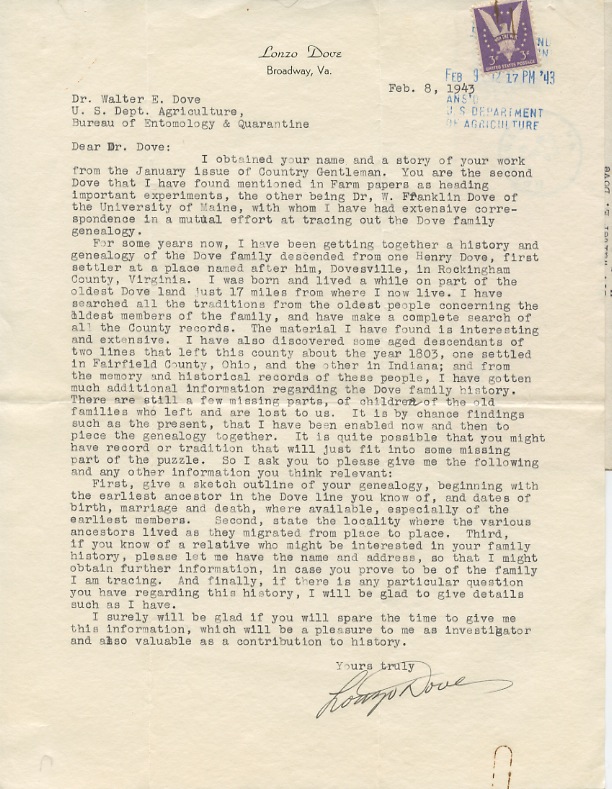 Lonzo Dove
Broadway, Va.
3¢ 3¢
UNITED STATES POSTAGE
FEB 9 12 17 PM '43
ANS'D
U S DEPARTMENT
OF AGRICULTURE
Feb. 8, 1943
Dr. Walter E. Dove
U. S. Dept. Agriculture,
Bureau of Entomology & Quarantine
Dear Dr. Dove:
I obtained your name and a story of your work
from the January issue of Country Gentleman. You are the second
Dove that I have found mentioned in Farm papers as heading
important experiments, the other being Dr, W. Franklin Dove of
the University of Maine, with whom I have had extensive corre-
spondence in a mutual effort at tracing out the Dove family
genealogy.
For some years now, I have been getting together a history and
genealogy of the Dove family descended from one Henry Dove, first
settler at a place named after him, Dovesville, in Rockingham
County, Virginia. I was born and lived a while on part of the
oldest Dove land just 17 miles from where I now live. I have
searched all the traditions from the oldest people concerning the
oldest members of the family, and have make a complete search of
all the County records. The material I have found is interesting
and extensive. I have also discovered some aged descendants of
two lines that left this county about the year 1803, one settled
in Fairfield County, Ohio, and the other in Indiana; and from
the memory and historical records of these people, I have gotten
much additional information regarding the Dove family history.
There are still a few missing parts, of children of the old
families who left and are lost to us. It is by chance findings
such as the present, that I have been enabled now and then to
piece the genealogy together. It is quite possible that you might
have record or tradition that will just fit into some missing
part of the puzzle. So I ask you to please give me the following
and any other information you think relevant:
First, give a sketch outline of your genealogy, beginning with
the earliest ancestor in the Dove line you know of, and dates of
birth, marriage and death, where available, especially of the
earliest members. Second, state the locality where the various
ancestors lived as they migrated from place to place. Third,
if you know of a relative who might be interested in your family
history, please let me have the name and address, so that I might
obtain further information, in case you prove to be of the family
I am tracing. And finally, if there is any particular question
you have regarding this history, I will be glad to give details
such as I have.
I surely will be glad if you will spare the time to give me
this information, which will be a pleasure to me as investigator
and also valuable as a contribution to history.
Yours truly
Lonzo Dove